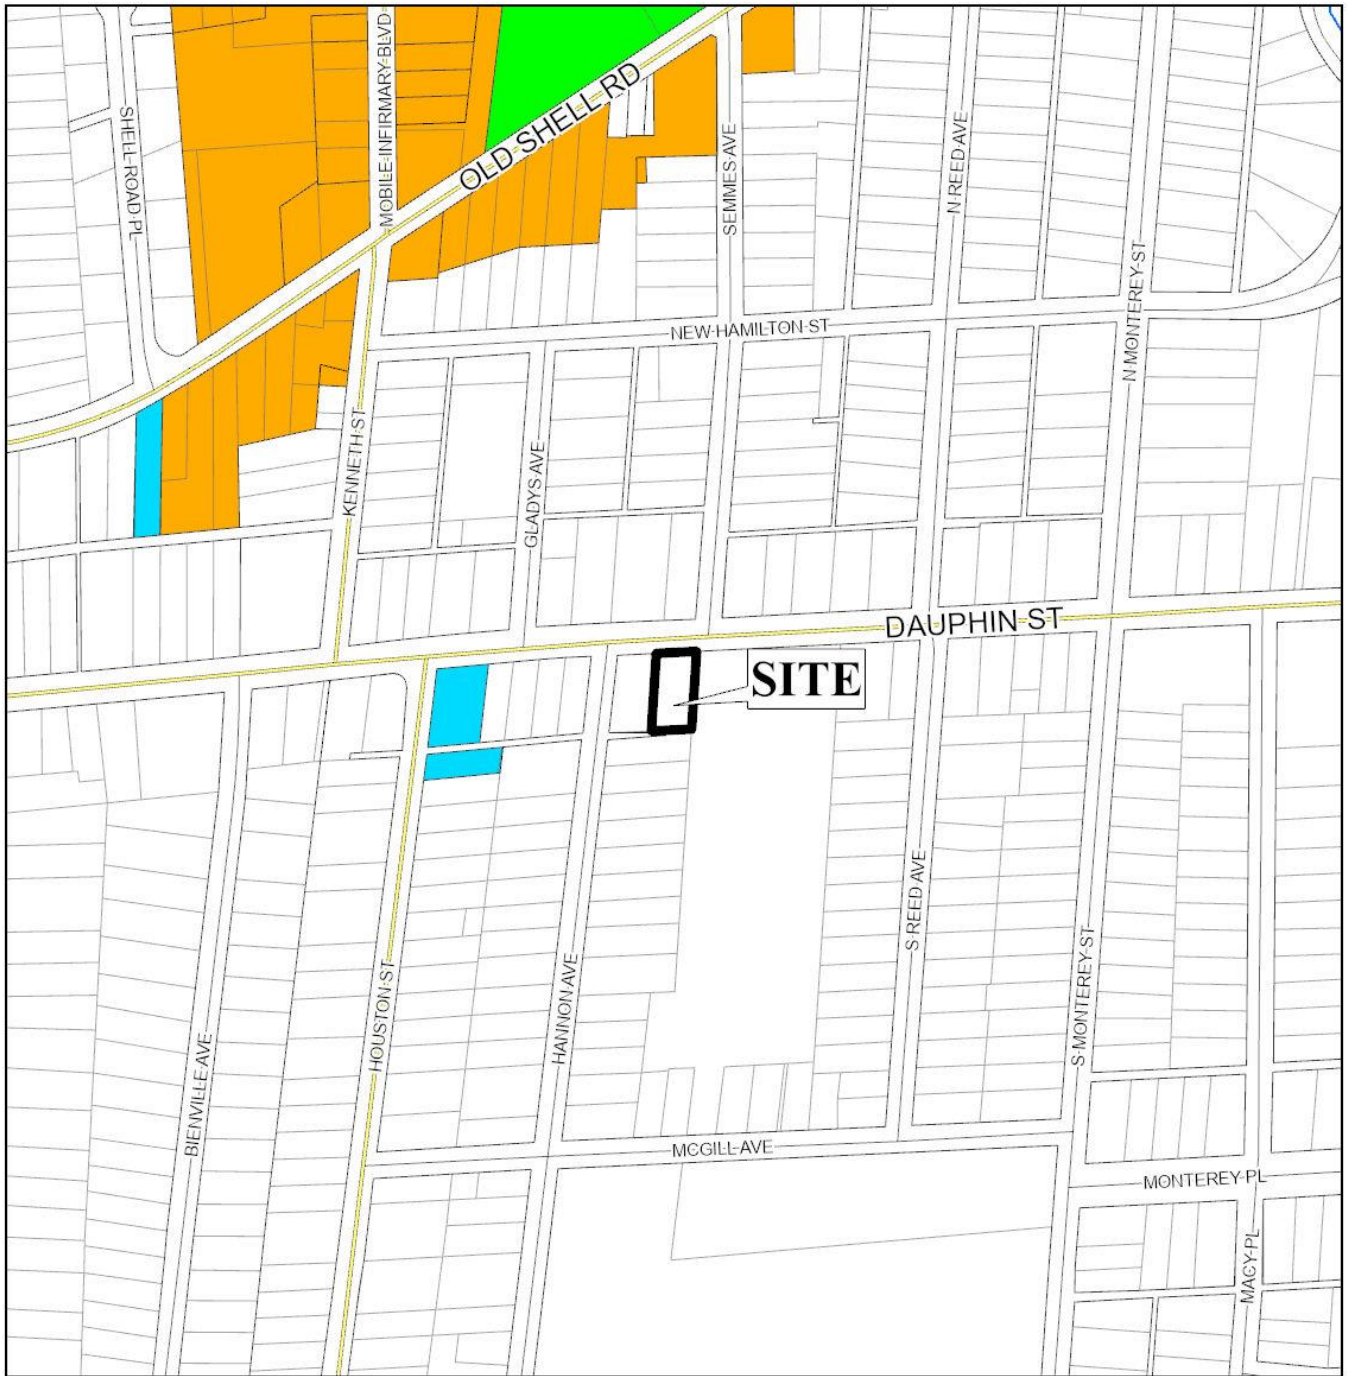 MOBILE INFIRMARY BLVD
OLD SHELL RD
SHELL ROAD PL
SEMMES AVE
N REED AVE
N MONTEREY ST
NEW HAMILTON ST
KENNETH ST
GLADYS AVE
DAUPHIN ST
SITE
S REED AVE
S MONTEREY ST
HANNON AVE
HOUSTON ST
BIENVILLE AVE
MCGILL AVE
MONTEREY PL
MACY PL